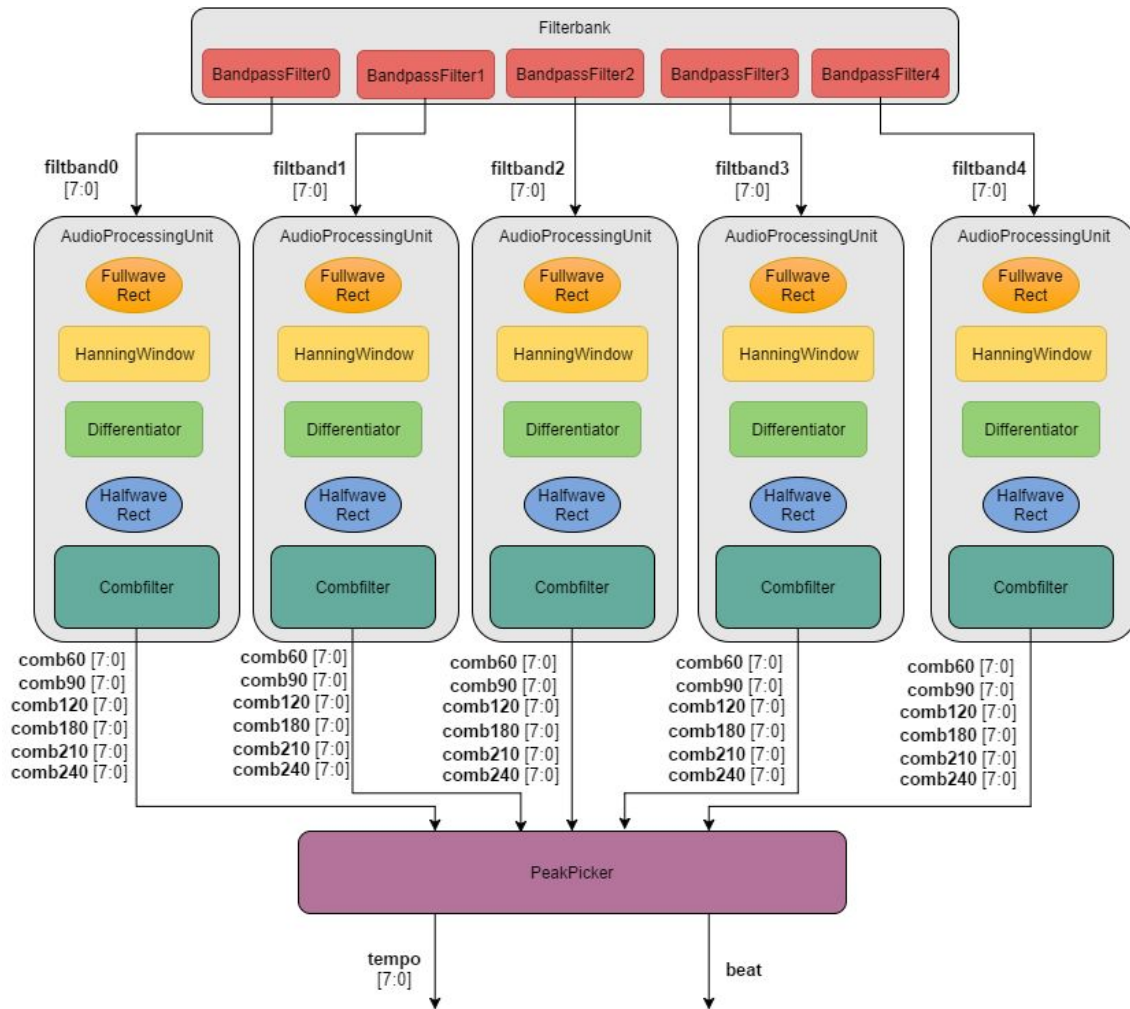 Filterbank
BandpassFilter0
BandpassFilter1
BandpassFilter2
BandpassFilter3
BandpassFilter4
filtband0
[7:0]
filtband1
[7:0]
filtband2
[7:0]
filtband3
[7:0]
filtband4
[7:0]
AudioProcessingUnit
Fullwave
Rect
HanningWindow
Differentiator
Halfwave
Rect
Combfilter
AudioProcessingUnit
Fullwave
Rect
HanningWindow
Differentiator
Halfwave
Rect
Combfilter
AudioProcessingUnit
Fullwave
Rect
HanningWindow
Differentiator
Halfwave
Rect
Combfilter
AudioProcessingUnit
Fullwave
Rect
HanningWindow
Differentiator
Halfwave
Rect
Combfilter
AudioProcessingUnit
Fullwave
Rect
HanningWindow
Differentiator
Halfwave
Rect
Combfilter
comb60 [7:0]
comb90 [7:0]
comb120 [7:0]
comb180 [7:0]
comb210 [7:0]
comb240 [7:0]
comb60 [7:0]
comb90 [7:0]
comb120 [7:0]
comb180 [7:0]
comb210 [7:0]
comb240 [7:0]
comb60 [7:0]
comb90 [7:0]
comb120 [7:0]
comb180 [7:0]
comb210 [7:0]
comb240 [7:0]
comb60 [7:0]
comb90 [7:0]
comb120 [7:0]
comb180 [7:0]
comb210 [7:0]
comb240 [7:0]
comb60 [7:0]
comb90 [7:0]
comb120 [7:0]
comb180 [7:0]
comb210 [7:0]
comb240 [7:0]
PeakPicker
tempo
[7:0]
beat